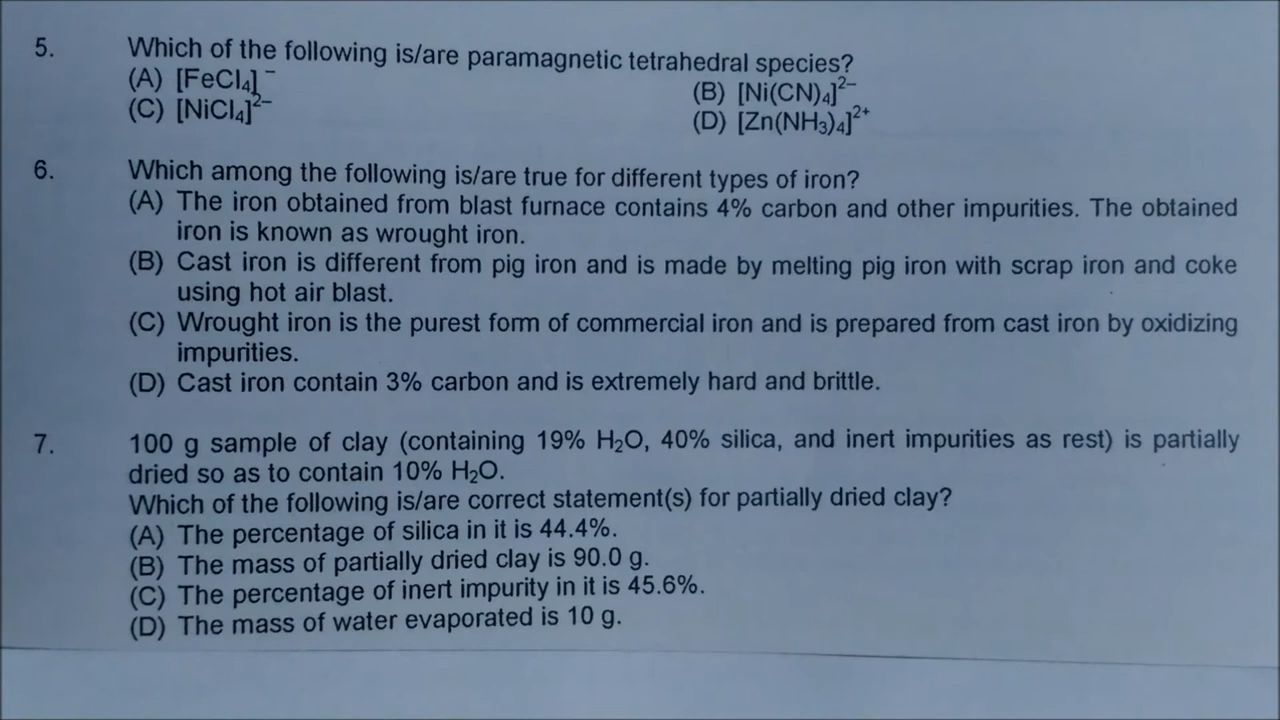 5. Which of the following is/are paramagnetic tetrahedral species?
(A) [FeCl₄]⁻ (B) [Ni(CN)₄]²⁻
(C) [NiCl₄]²⁻ (D) [Zn(NH₃)₄]²⁺
6. Which among the following is/are true for different types of iron?
(A) The iron obtained from blast furnace contains 4% carbon and other impurities. The obtained
iron is known as wrought iron.
(B) Cast iron is different from pig iron and is made by melting pig iron with scrap iron and coke
using hot air blast.
(C) Wrought iron is the purest form of commercial iron and is prepared from cast iron by oxidizing
impurities.
(D) Cast iron contain 3% carbon and is extremely hard and brittle.
7. 100 g sample of clay (containing 19% H₂O, 40% silica, and inert impurities as rest) is partially
dried so as to contain 10% H₂O.
Which of the following is/are correct statement(s) for partially dried clay?
(A) The percentage of silica in it is 44.4%.
(B) The mass of partially dried clay is 90.0 g.
(C) The percentage of inert impurity in it is 45.6%.
(D) The mass of water evaporated is 10 g.